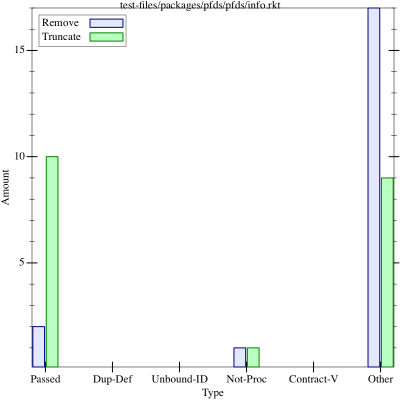 test-files/packages/pfds/pfds/info.rkt
Remove
Truncate
15
10
5
Amount
Passed Dup-Def Unbound-ID Not-Proc Contract-V Other
Type